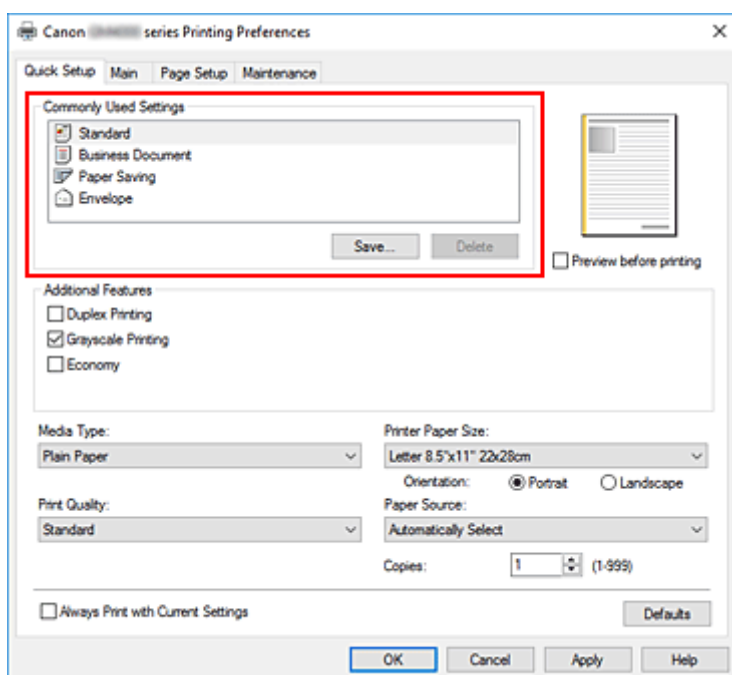 Canon series Printing Preferences
Quick Setup Main Page Setup Maintenance
Commonly Used Settings
Standard
Business Document
Paper Saving
Envelope
Save... Delete
Preview before printing
Additional Features
Duplex Printing
Grayscale Printing
Economy
Media Type: Printer Paper Size:
Plain Paper Letter 8.5"x11" 22x28cm
Orientation: Portrait Landscape
Print Quality: Paper Source:
Standard Automatically Select
Copies: 1 (1-999)
Always Print with Current Settings Defaults
OK Cancel Apply Help